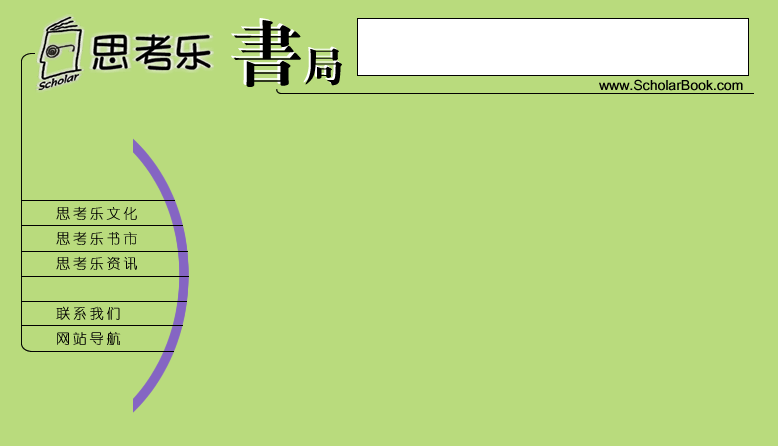 Scholar 思考乐 書局
www.ScholarBook.com
思考乐文化
思考乐书市
思考乐资讯
联系我们
网站导航